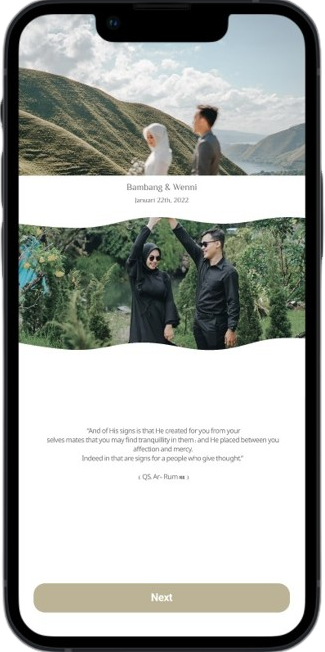 Bambang & Wenni
Januari 22th, 2022
"And of His signs is that He created for you from your
selves mates that you may find tranquillity in them ; and He placed between you
affection and mercy.
Indeed in that are signs for a people who give thought."
( QS. Ar- Rum
Next